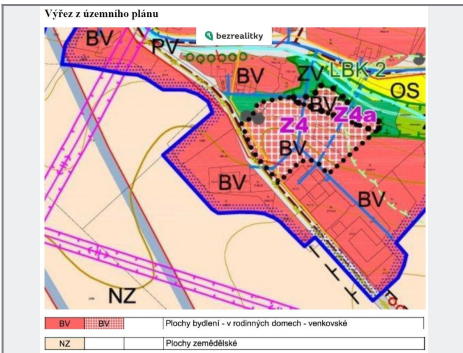 Výřez z územního plánu
bezrealitky
BV
PV
BV
ZV
LBK 2
OS
BV
Z4
Z4a
BV
BV
BV
NZ
BV BV Plochy bydlení - v rodinných domech - venkovské
NZ Plochy zemědělské